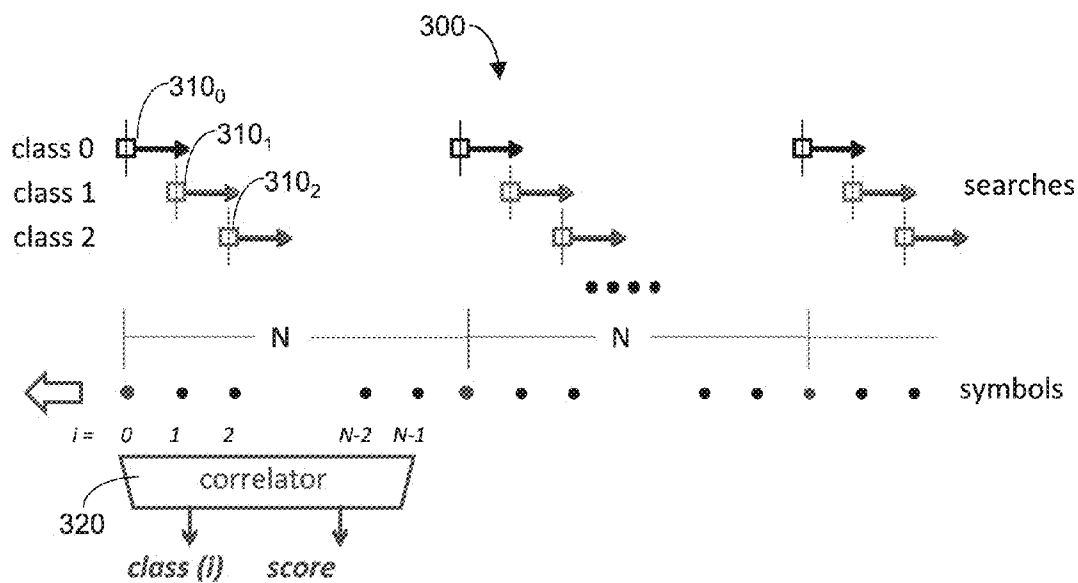 300
310₀
class 0
310₁
class 1
searches
310₂
class 2
N
N
symbols
i = 0 1 2 N-2 N-1
correlator
320
class (i) score